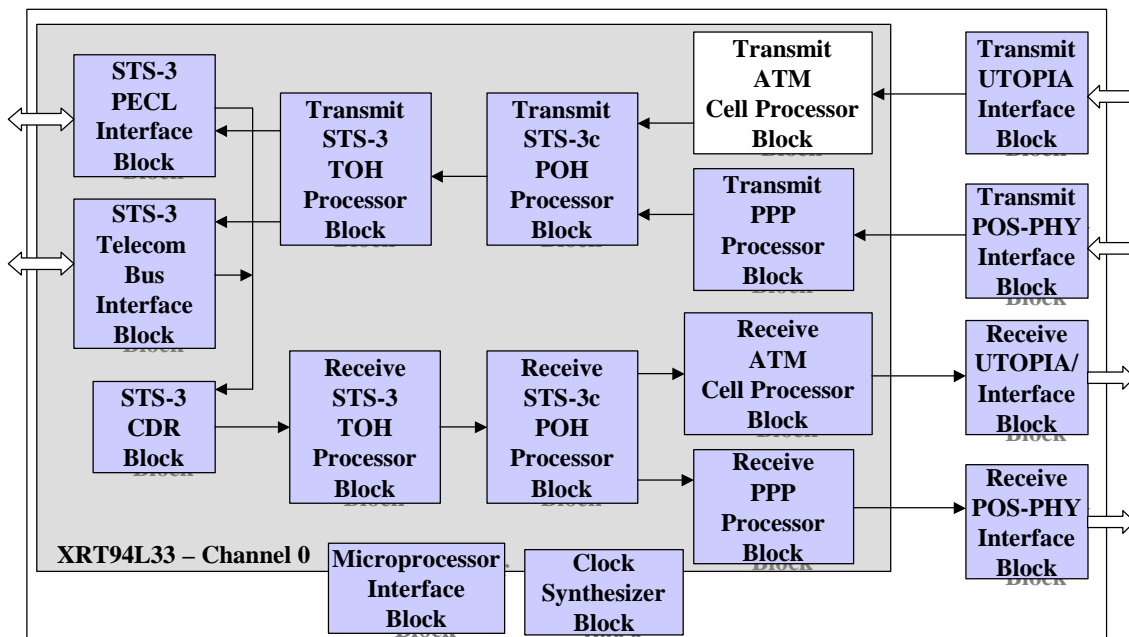 STS-3
PECL
Interface
Block
Transmit
STS-3
TOH
Processor
Block
Transmit
STS-3c
POH
Processor
Block
Transmit
ATM
Cell Processor
Block
Transmit
UTOPIA
Interface
Block
STS-3
Telecom
Bus
Interface
Block
Transmit
PPP
Processor
Block
Transmit
POS-PHY
Interface
Block
STS-3
CDR
Block
Receive
STS-3
TOH
Processor
Block
Receive
STS-3c
POH
Processor
Block
Receive
ATM
Cell Processor
Block
Receive
UTOPIA/
Interface
Block
Receive
PPP
Processor
Block
Receive
POS-PHY
Interface
Block
XRT94L33 – Channel 0
Microprocessor
Interface
Block
Clock
Synthesizer
Block